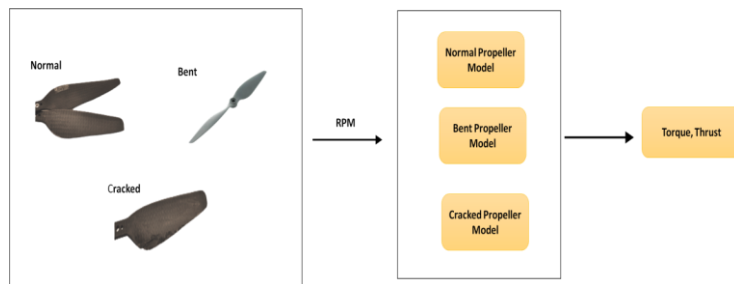 Normal
Bent
Cracked
RPM
Normal Propeller
Model
Bent Propeller
Model
Cracked Propeller
Model
Torque, Thrust